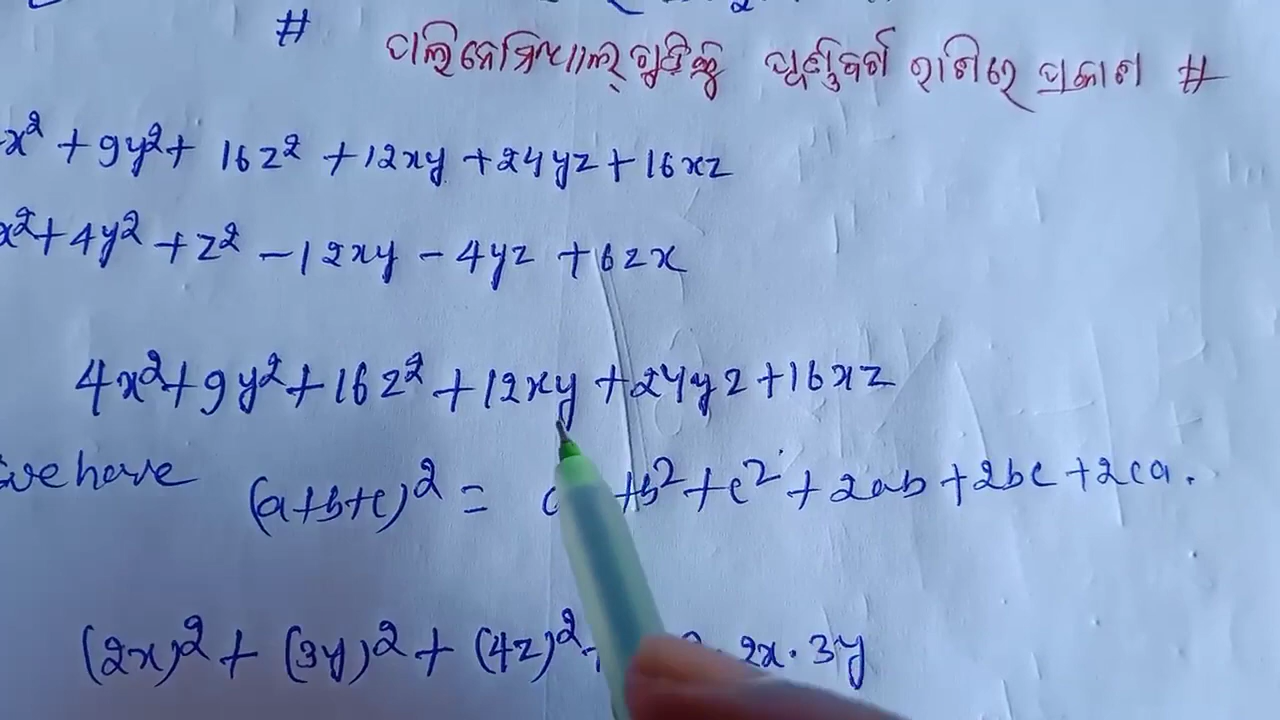 # ପଲିନୋମିଆଲ୍ ଗୁଡ଼ିକୁ ପୂର୍ଣ୍ଣବର୍ଗ ରାଶିରେ ପ୍ରକାଶ #
x² + 9y² + 16z² + 12xy + 24yz + 16xz
x² + 4y² + z² - 12xy - 4yz + 6zx
4x² + 9y² + 16z² + 12xy + 24yz + 16xz
we have (a+b+c)² = + b² + c² + 2ab + 2bc + 2ca.
(2x)² + (3y)² + (4z)² + 2x · 3y